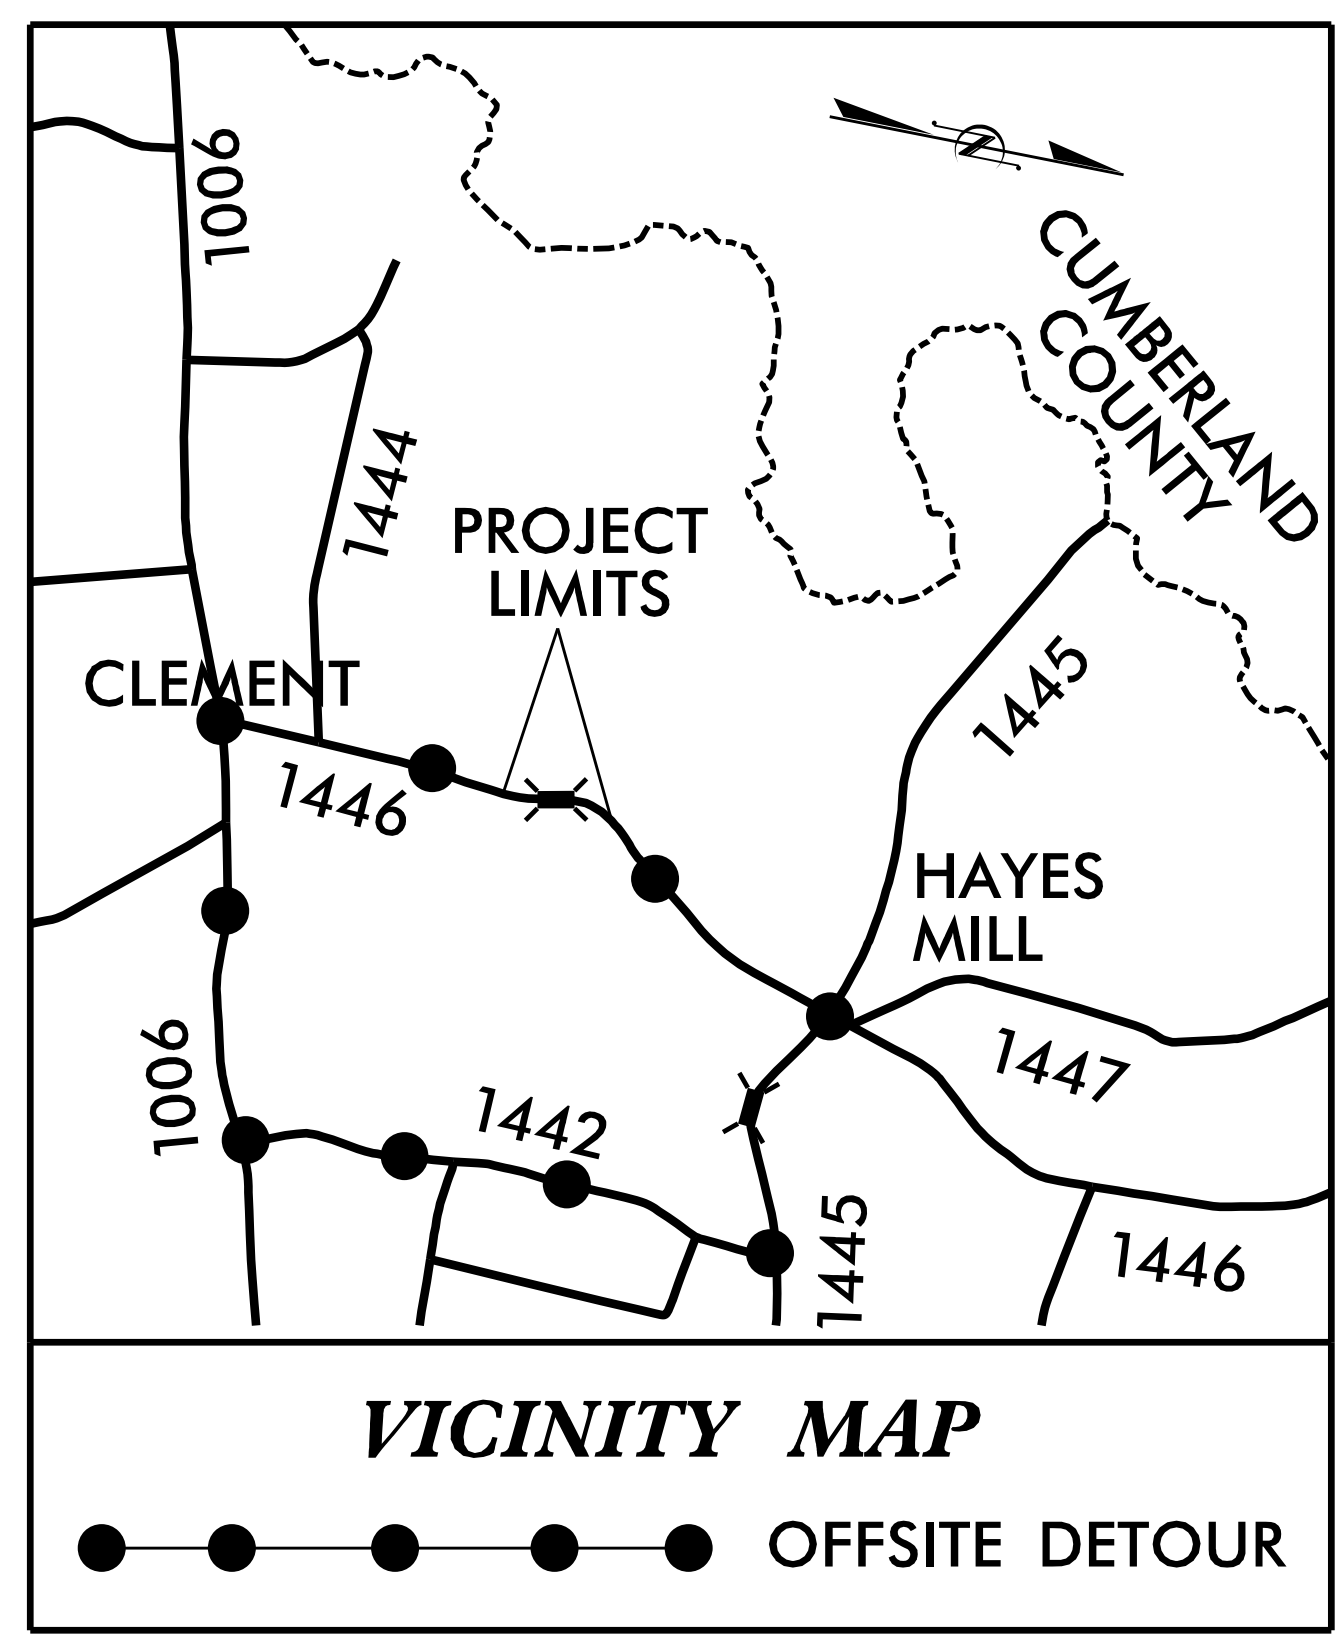 1006
N
CUMBERLAND
COUNTY
1444
PROJECT
LIMITS
1445
CLEMENT
1446
HAYES
MILL
1006
1447
1442
1445
1446
VICINITY MAP
OFFSITE DETOUR